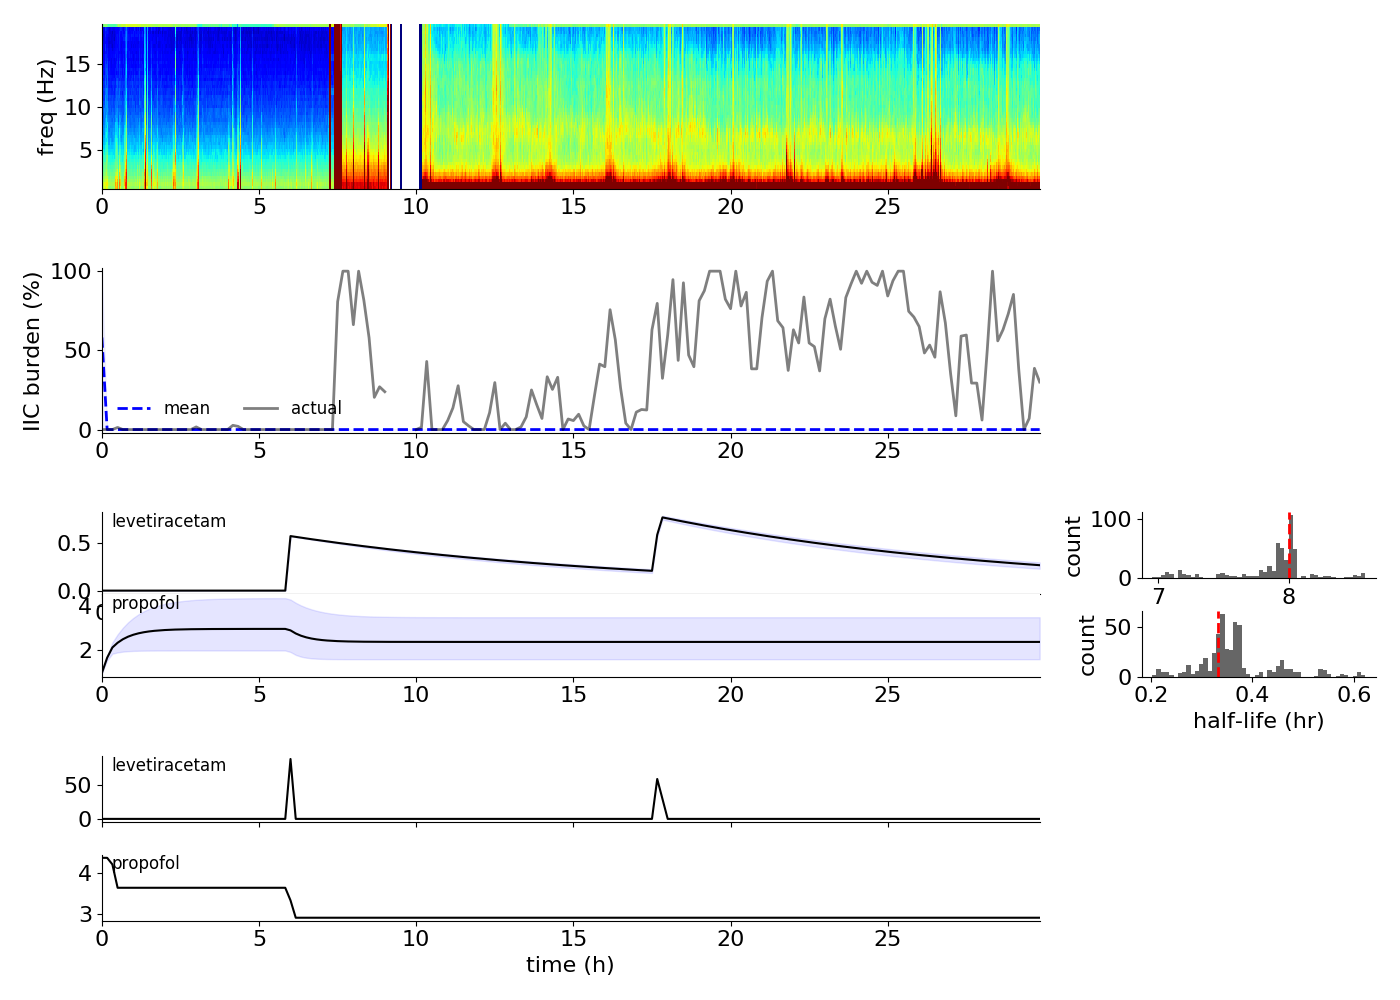 freq (Hz)
15
10
5
0 5 10 15 20 25
IIC burden (%)
100
50
0
mean actual
0 5 10 15 20 25
levetiracetam
0.5
0.0
0
propofol
4
2
0 5 10 15 20 25
count
100
0
7 8
count
50
0
0.2 0.4 0.6
half-life (hr)
levetiracetam
50
0
propofol
4
3
0 5 10 15 20 25
time (h)